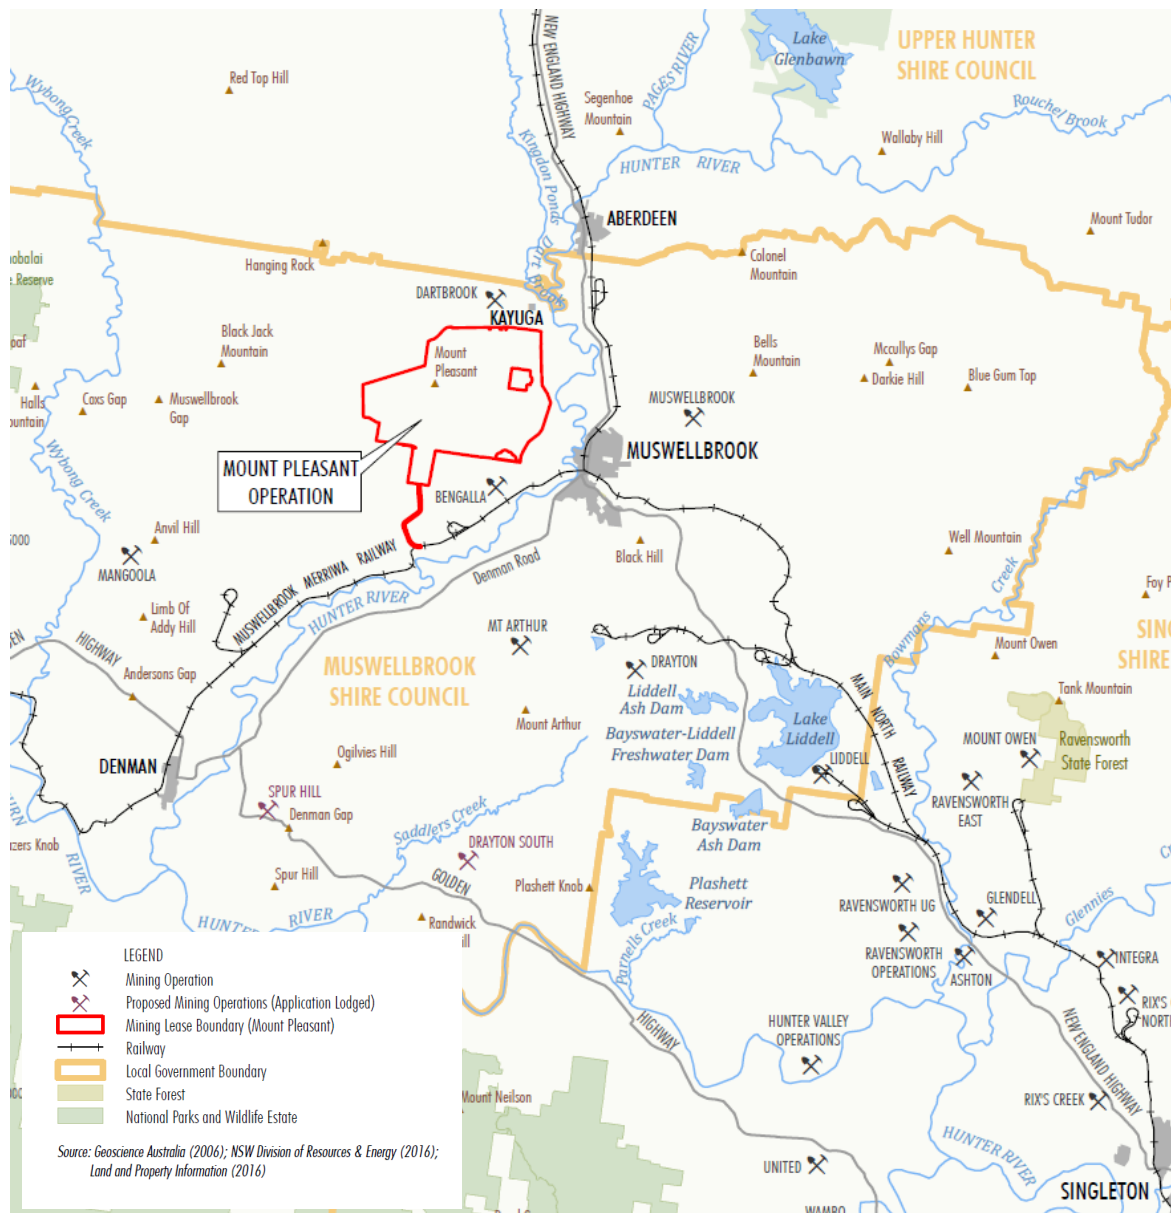 Wybong Creek
Red Top Hill
NEW ENGLAND HIGHWAY
Segenhoe
Mountain
PAGES RIVER
Lake
Glenbawn
UPPER HUNTER
SHIRE COUNCIL
Rouchel Brook
Wallaby Hill
Kingdon Ponds
HUNTER RIVER
ABERDEEN
Mount Tudor
Hanging Rock
Dart Brook
Colonel
Mountain
Reserve
DARTBROOK
KAYUGA
Black Jack
Mountain
Mount
Pleasant
Bells
Mountain
Mccullys Gap
Darkie Hill
Blue Gum Top
Halls
Coxs Gap
Muswellbrook
Gap
MUSWELLBROOK
MUSWELLBROOK
Wybong Creek
MOUNT PLEASANT
OPERATION
BENGALLA
Anvil Hill
MANGOOLA
MUSWELLBROOK MERRIWA RAILWAY
Denman Road
Black Hill
Well Mountain
Creek
Bowmans
HUNTER RIVER
Limb Of
Addy Hill
MT ARTHUR
HIGHWAY
Andersons Gap
MUSWELLBROOK
SHIRE COUNCIL
DRAYTON
Liddell
Ash Dam
Mount Owen
SHIRE
Tank Mountain
MAIN NORTH RAILWAY
Lake
Liddell
Mount Arthur
Bayswater-Liddell
Freshwater Dam
MOUNT OWEN
Ravensworth
State Forest
Ogilvies Hill
DENMAN
LIDDELL
RAVENSWORTH
EAST
SPUR HILL
Denman Gap
Saddlers Creek
Bayswater
Ash Dam
DRAYTON SOUTH
RIVER
Spur Hill
GOLDEN
Plashett Knob
Plashett
Reservoir
RAVENSWORTH UG
GLENDELL
Glennies
HUNTER RIVER
Randwick
Parnells Creek
RAVENSWORTH
OPERATIONS
ASHTON
INTEGRA
RIX'S
HIGHWAY
HUNTER VALLEY
OPERATIONS
NEW ENGLAND HIGHWAY
Mount Neilson
RIX'S CREEK
HUNTER RIVER
UNITED
SINGLETON
WAMBO
LEGEND
Mining Operation
Proposed Mining Operations (Application Lodged)
Mining Lease Boundary (Mount Pleasant)
Railway
Local Government Boundary
State Forest
National Parks and Wildlife Estate
Source: Geoscience Australia (2006); NSW Division of Resources & Energy (2016);
Land and Property Information (2016)